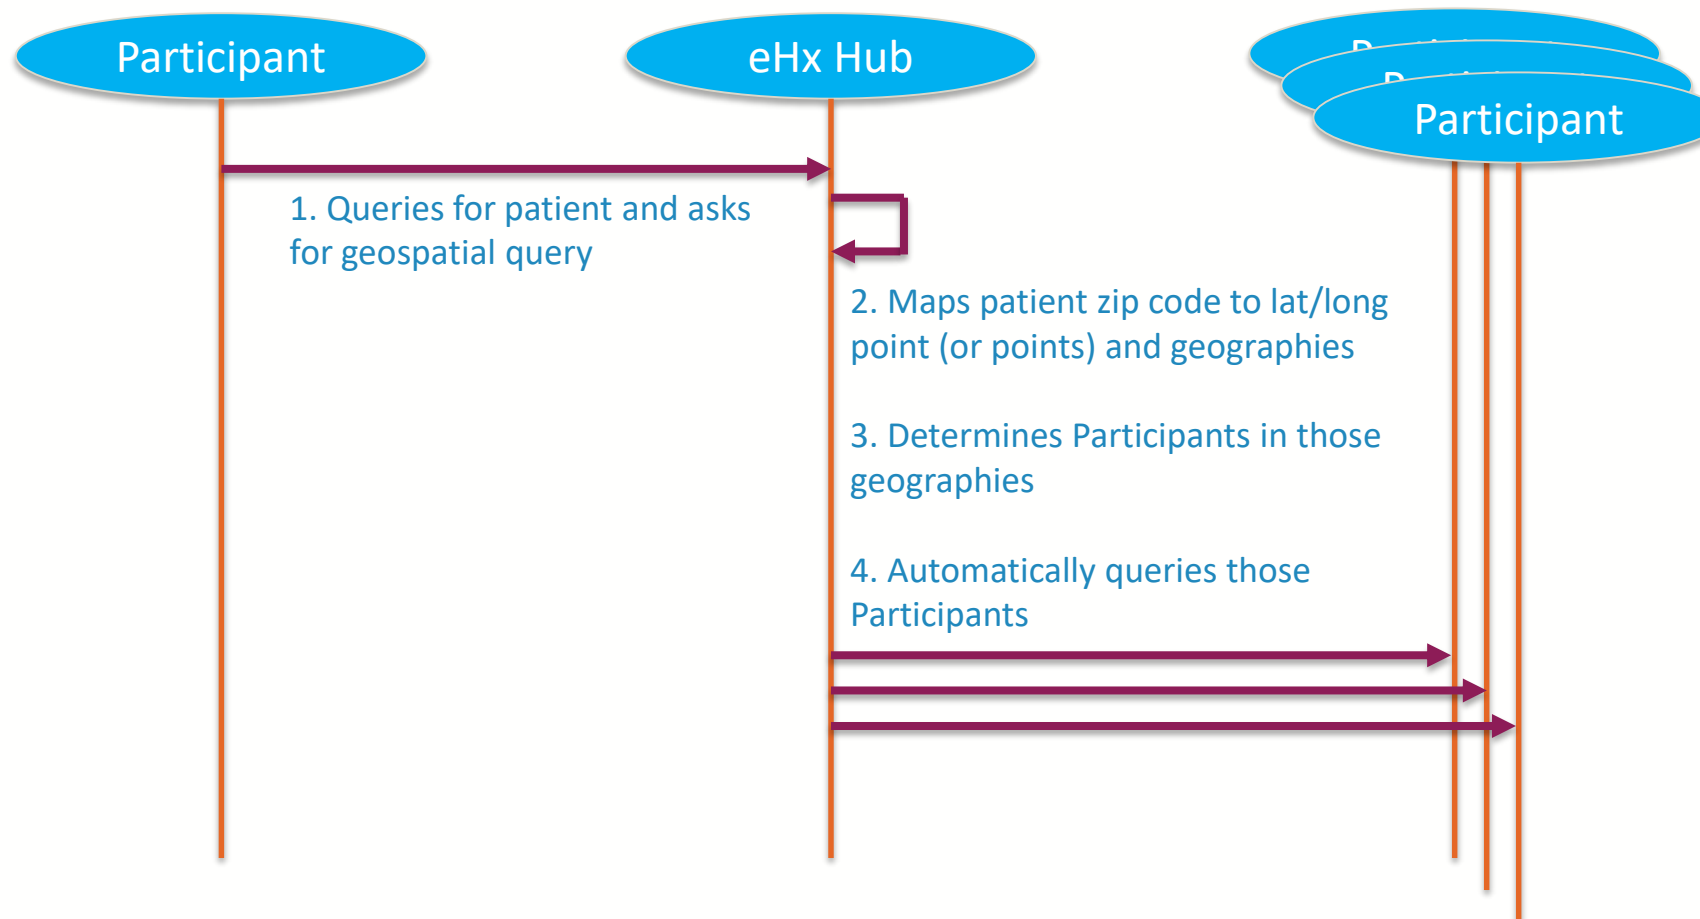 Participant
eHx Hub
Participant
1. Queries for patient and asks
for geospatial query
2. Maps patient zip code to lat/long
point (or points) and geographies
3. Determines Participants in those
geographies
4. Automatically queries those
Participants